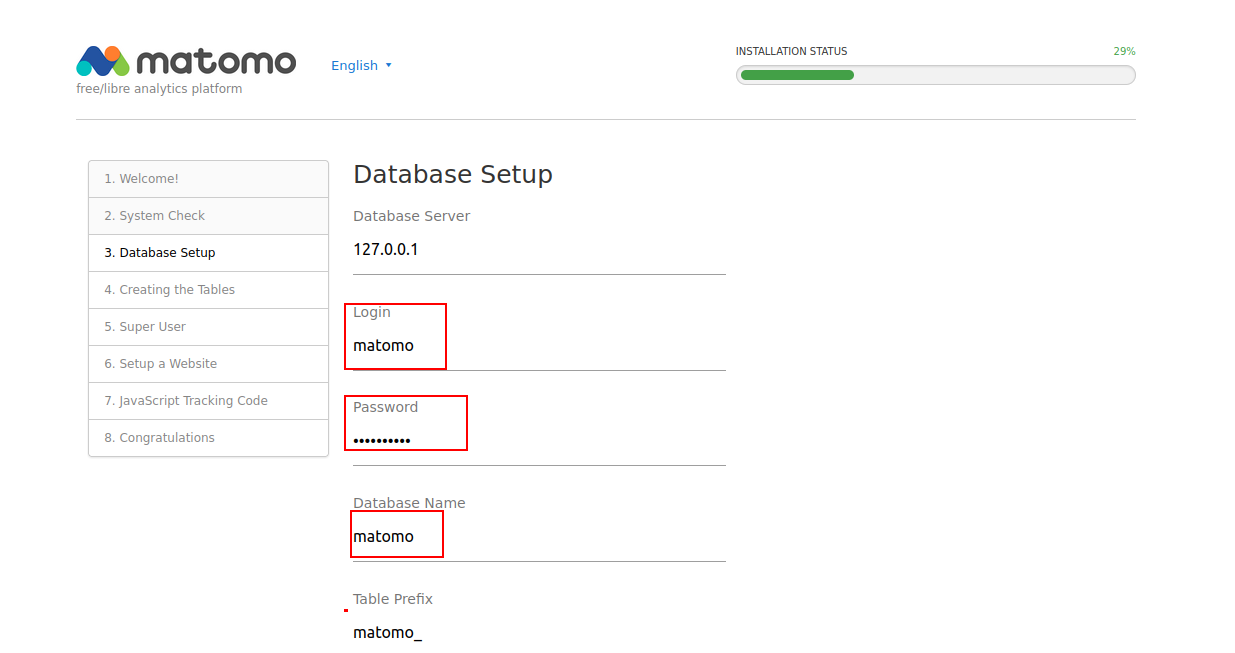 matomo
free/libre analytics platform
English
INSTALLATION STATUS 29%
1. Welcome!
2. System Check
3. Database Setup
4. Creating the Tables
5. Super User
6. Setup a Website
7. JavaScript Tracking Code
8. Congratulations
Database Setup
Database Server
127.0.0.1
Login
matomo
Password
••••••••••
Database Name
matomo
Table Prefix
matomo_